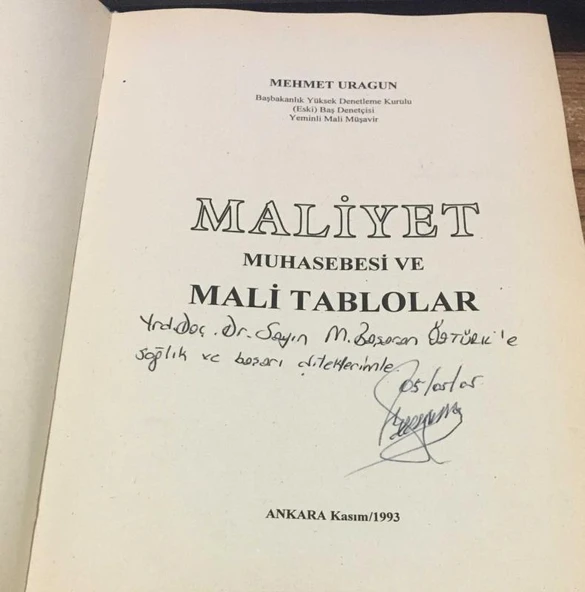 MEHMET URAGUN
Başbakanlık Yüksek Denetleme Kurulu
(Eski) Baş Denetçisi
Yeminli Mali Müşavir
MALİYET
MUHASEBESİ VE
MALİ TABLOLAR
Yrd.Doç. Dr. Sayın M. Başaran ÖZTÜRK'e
sağlık ve başarı dileklerimle
ANKARA Kasım/1993